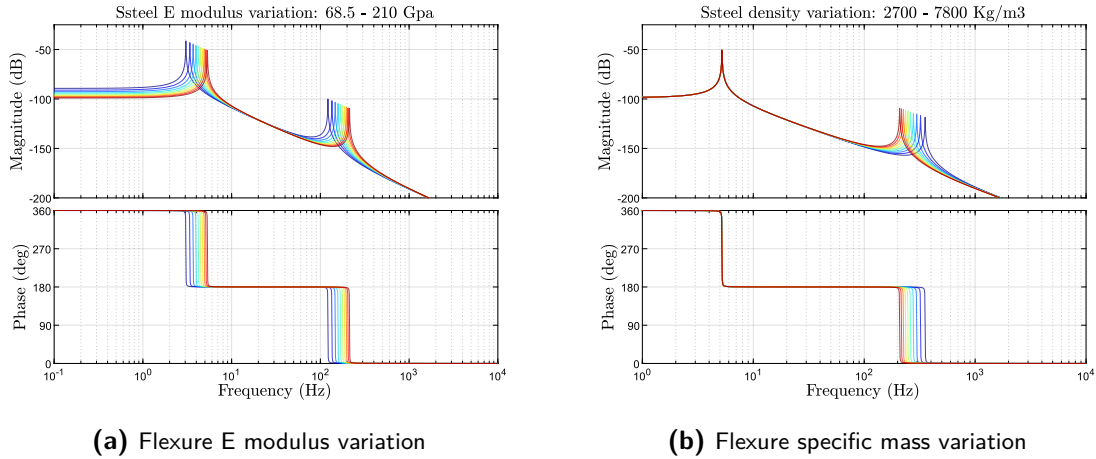 Ssteel E modulus variation: 68.5 - 210 Gpa
-50
-100
-150
-200
Magnitude (dB)
360
270
180
90
0
Phase (deg)
10^-1 10^0 10^1 10^2 10^3 10^4
Frequency (Hz)
(a) Flexure E modulus variation
Ssteel density variation: 2700 - 7800 Kg/m3
-50
-100
-150
-200
Magnitude (dB)
360
270
180
90
0
Phase (deg)
10^0 10^1 10^2 10^3 10^4
Frequency (Hz)
(b) Flexure specific mass variation